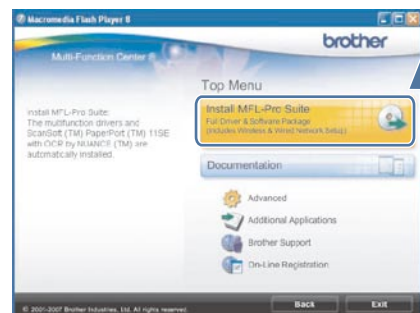 Macromedia Flash Player 8
brother
Multi-Function Center ®
Top Menu
Install MFL-Pro Suite:
The multifunction drivers and
ScanSoft (TM) PaperPort (TM) 11SE
with OCR by NUANCE (TM) are
automatically installed.
Install MFL-Pro Suite
Full Driver & Software Package
(Includes Wireless & Wired Network Setup)
Documentation
Advanced
Additional Applications
Brother Support
On-Line Registration
© 2001-2007 Brother Industries, Ltd. All rights reserved.
Back
Exit